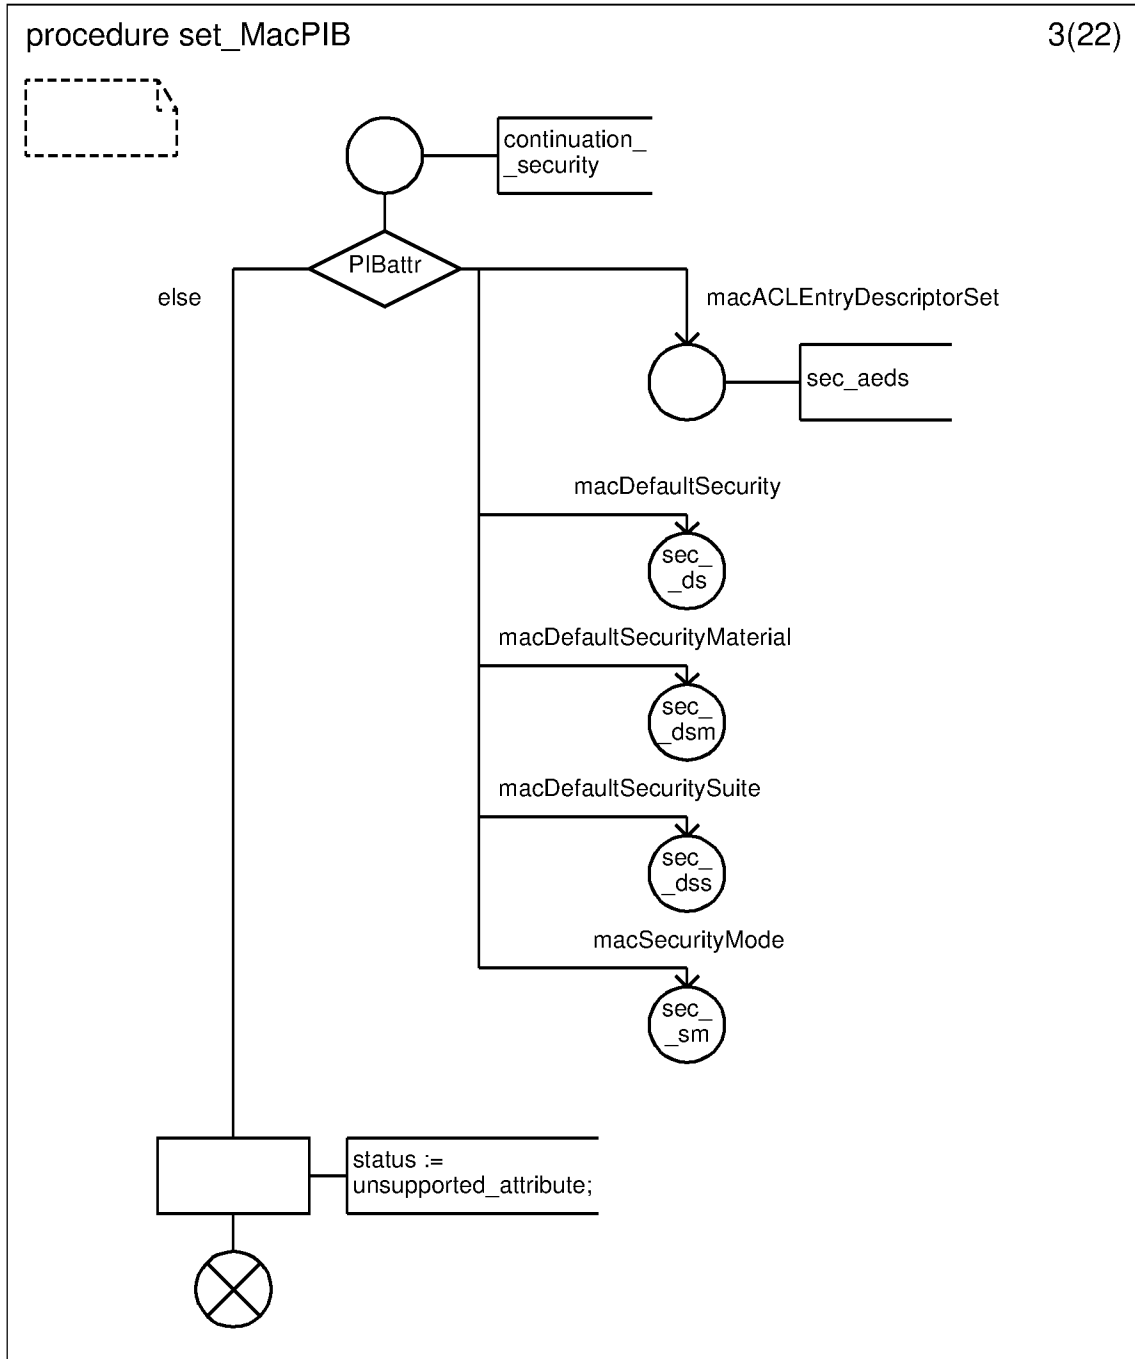 procedure set_MacPIB
3(22)
continuation_
_security
PIBattr
else
macACLEntryDescriptorSet
sec_aeds
macDefaultSecurity
sec_
_ds
macDefaultSecurityMaterial
sec_
_dsm
macDefaultSecuritySuite
sec_
_dss
macSecurityMode
sec_
_sm
status :=
unsupported_attribute;